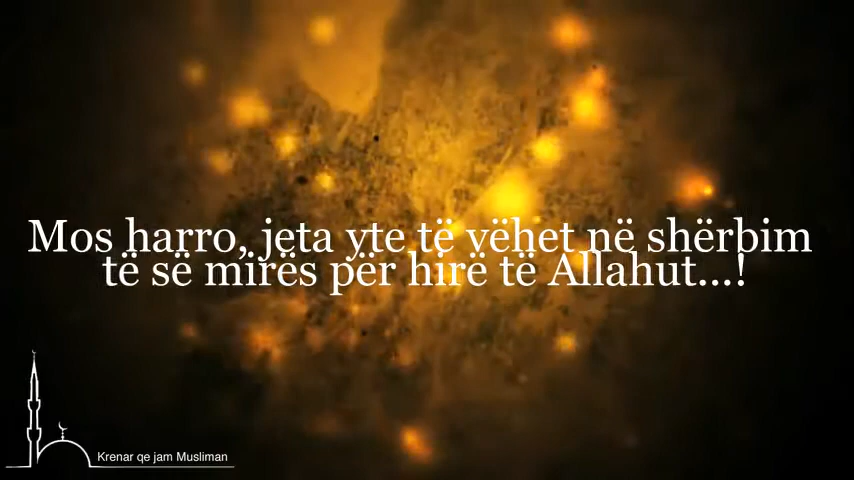 Mos harro, jeta yte të vëhet në shërbim
të së mirës për hirë të Allahut...!
Krenar qe jam Musliman